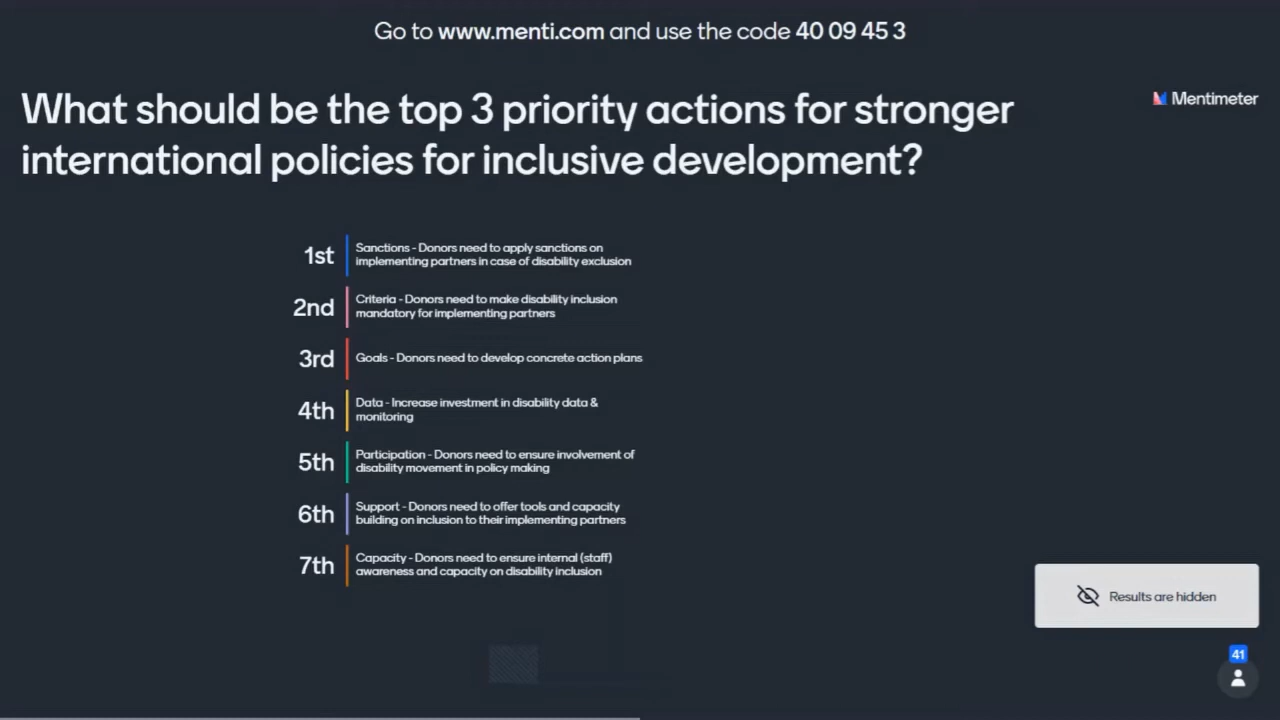 Go to www.menti.com and use the code 40 09 45 3
What should be the top 3 priority actions for stronger
international policies for inclusive development?
Mentimeter
1st
Sanctions - Donors need to apply sanctions on
implementing partners in case of disability exclusion
2nd
Criteria - Donors need to make disability inclusion
mandatory for implementing partners
3rd
Goals - Donors need to develop concrete action plans
4th
Data - Increase investment in disability data &
monitoring
5th
Participation - Donors need to ensure involvement of
disability movement in policy making
6th
Support - Donors need to offer tools and capacity
building on inclusion to their implementing partners
7th
Capacity - Donors need to ensure internal (staff)
awareness and capacity on disability inclusion
Results are hidden
41